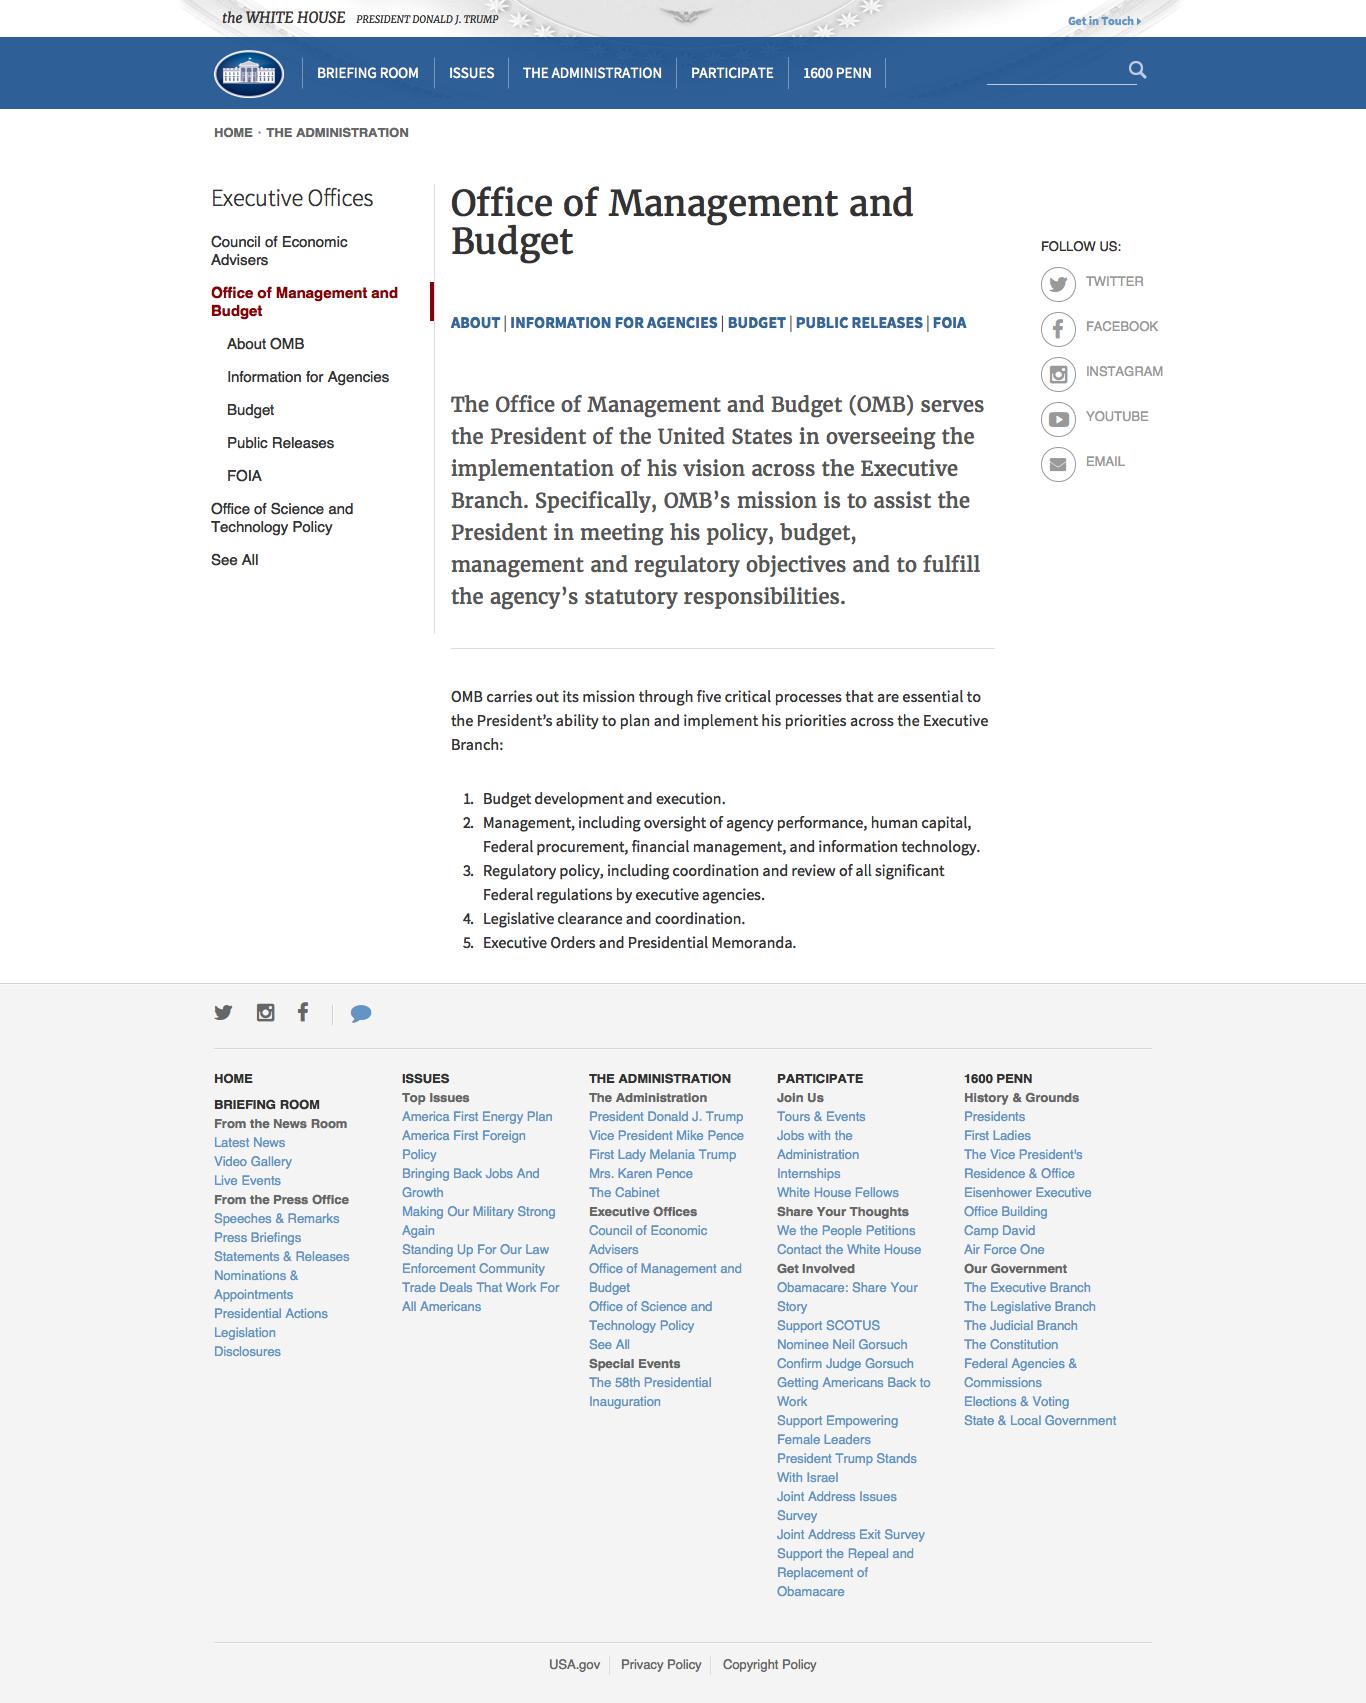 the WHITE HOUSE PRESIDENT DONALD J. TRUMP
Get in Touch
BRIEFING ROOM
ISSUES
THE ADMINISTRATION
PARTICIPATE
1600 PENN
HOME · THE ADMINISTRATION
Executive Offices
Council of Economic
Advisers
Office of Management and
Budget
About OMB
Information for Agencies
Budget
Public Releases
FOIA
Office of Science and
Technology Policy
See All
Office of Management and
Budget
ABOUT | INFORMATION FOR AGENCIES | BUDGET | PUBLIC RELEASES | FOIA
The Office of Management and Budget (OMB) serves
the President of the United States in overseeing the
implementation of his vision across the Executive
Branch. Specifically, OMB’s mission is to assist the
President in meeting his policy, budget,
management and regulatory objectives and to fulfill
the agency’s statutory responsibilities.
FOLLOW US:
TWITTER
FACEBOOK
INSTAGRAM
YOUTUBE
EMAIL
OMB carries out its mission through five critical processes that are essential to
the President’s ability to plan and implement his priorities across the Executive
Branch:
1. Budget development and execution.
2. Management, including oversight of agency performance, human capital,
Federal procurement, financial management, and information technology.
3. Regulatory policy, including coordination and review of all significant
Federal regulations by executive agencies.
4. Legislative clearance and coordination.
5. Executive Orders and Presidential Memoranda.
HOME
BRIEFING ROOM
From the News Room
Latest News
Video Gallery
Live Events
From the Press Office
Speeches & Remarks
Press Briefings
Statements & Releases
Nominations &
Appointments
Presidential Actions
Legislation
Disclosures
ISSUES
Top Issues
America First Energy Plan
America First Foreign
Policy
Bringing Back Jobs And
Growth
Making Our Military Strong
Again
Standing Up For Our Law
Enforcement Community
Trade Deals That Work For
All Americans
THE ADMINISTRATION
The Administration
President Donald J. Trump
Vice President Mike Pence
First Lady Melania Trump
Mrs. Karen Pence
The Cabinet
Executive Offices
Council of Economic
Advisers
Office of Management and
Budget
Office of Science and
Technology Policy
See All
Special Events
The 58th Presidential
Inauguration
PARTICIPATE
Join Us
Tours & Events
Jobs with the
Administration
Internships
White House Fellows
Share Your Thoughts
We the People Petitions
Contact the White House
Get Involved
Obamacare: Share Your
Story
Support SCOTUS
Nominee Neil Gorsuch
Confirm Judge Gorsuch
Getting Americans Back to
Work
Support Empowering
Female Leaders
President Trump Stands
With Israel
Joint Address Issues
Survey
Joint Address Exit Survey
Support the Repeal and
Replacement of
Obamacare
1600 PENN
History & Grounds
Presidents
First Ladies
The Vice President's
Residence & Office
Eisenhower Executive
Office Building
Camp David
Air Force One
Our Government
The Executive Branch
The Legislative Branch
The Judicial Branch
The Constitution
Federal Agencies &
Commissions
Elections & Voting
State & Local Government
USA.gov
Privacy Policy
Copyright Policy